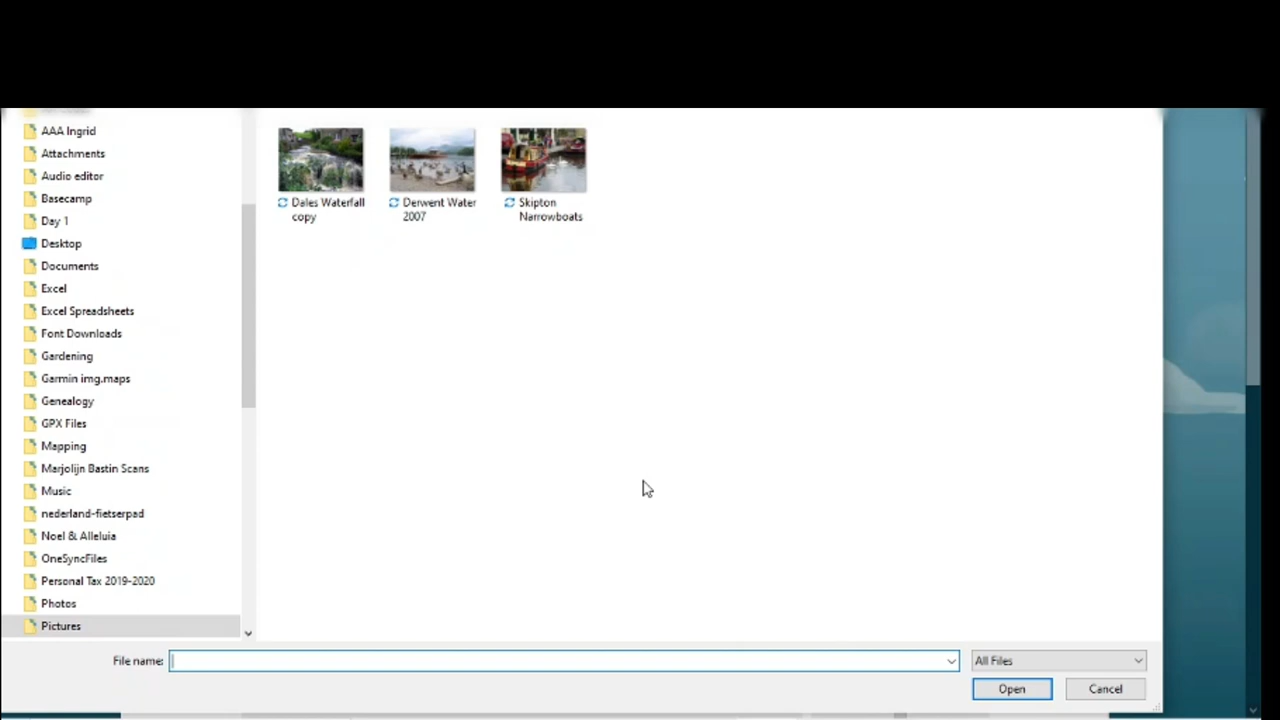 AAA Ingrid
Attachments
Audio editor
Basecamp
Day 1
Desktop
Documents
Excel
Excel Spreadsheets
Font Downloads
Gardening
Garmin img.maps
Genealogy
GPX Files
Mapping
Marjolijn Bastin Scans
Music
nederland-fietserpad
Noel & Alleluia
OneSyncFiles
Personal Tax 2019-2020
Photos
Pictures
Dales Waterfall
copy
Derwent Water
2007
Skipton
Narrowboats
File name:
All Files
Open
Cancel